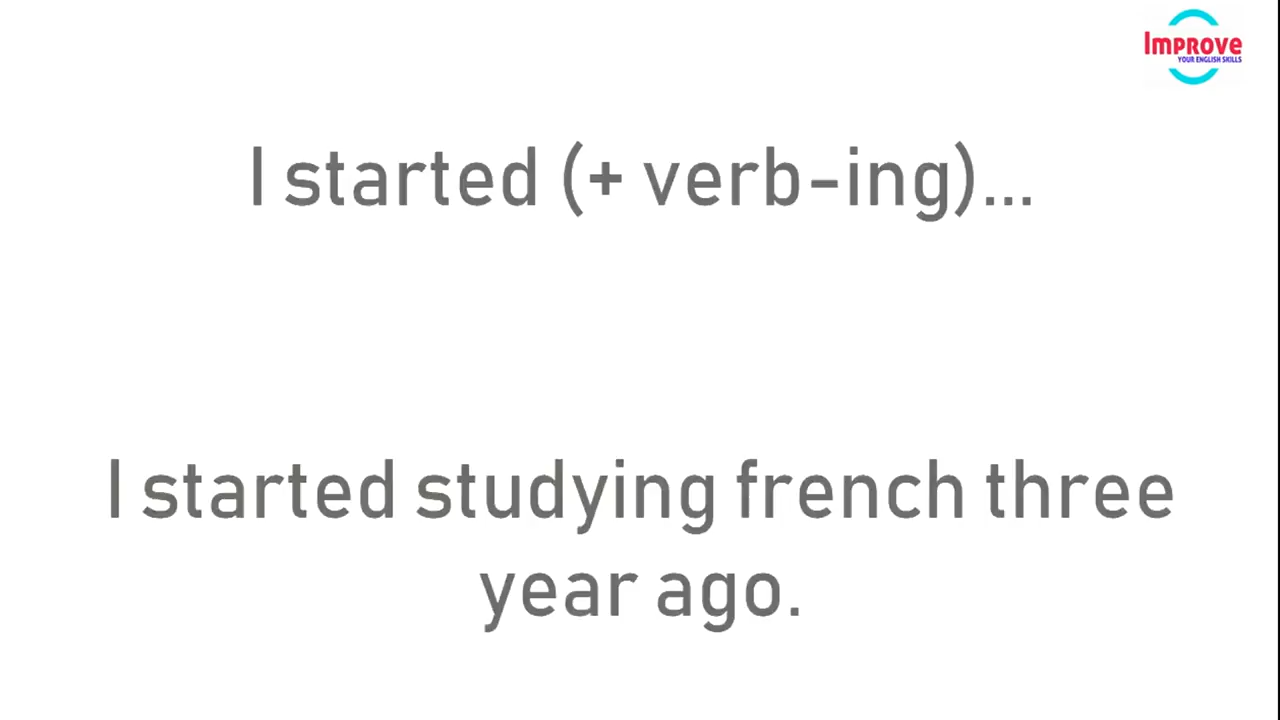 Improve
YOUR ENGLISH SKILLS
I started (+ verb-ing)...
I started studying french three
year ago.